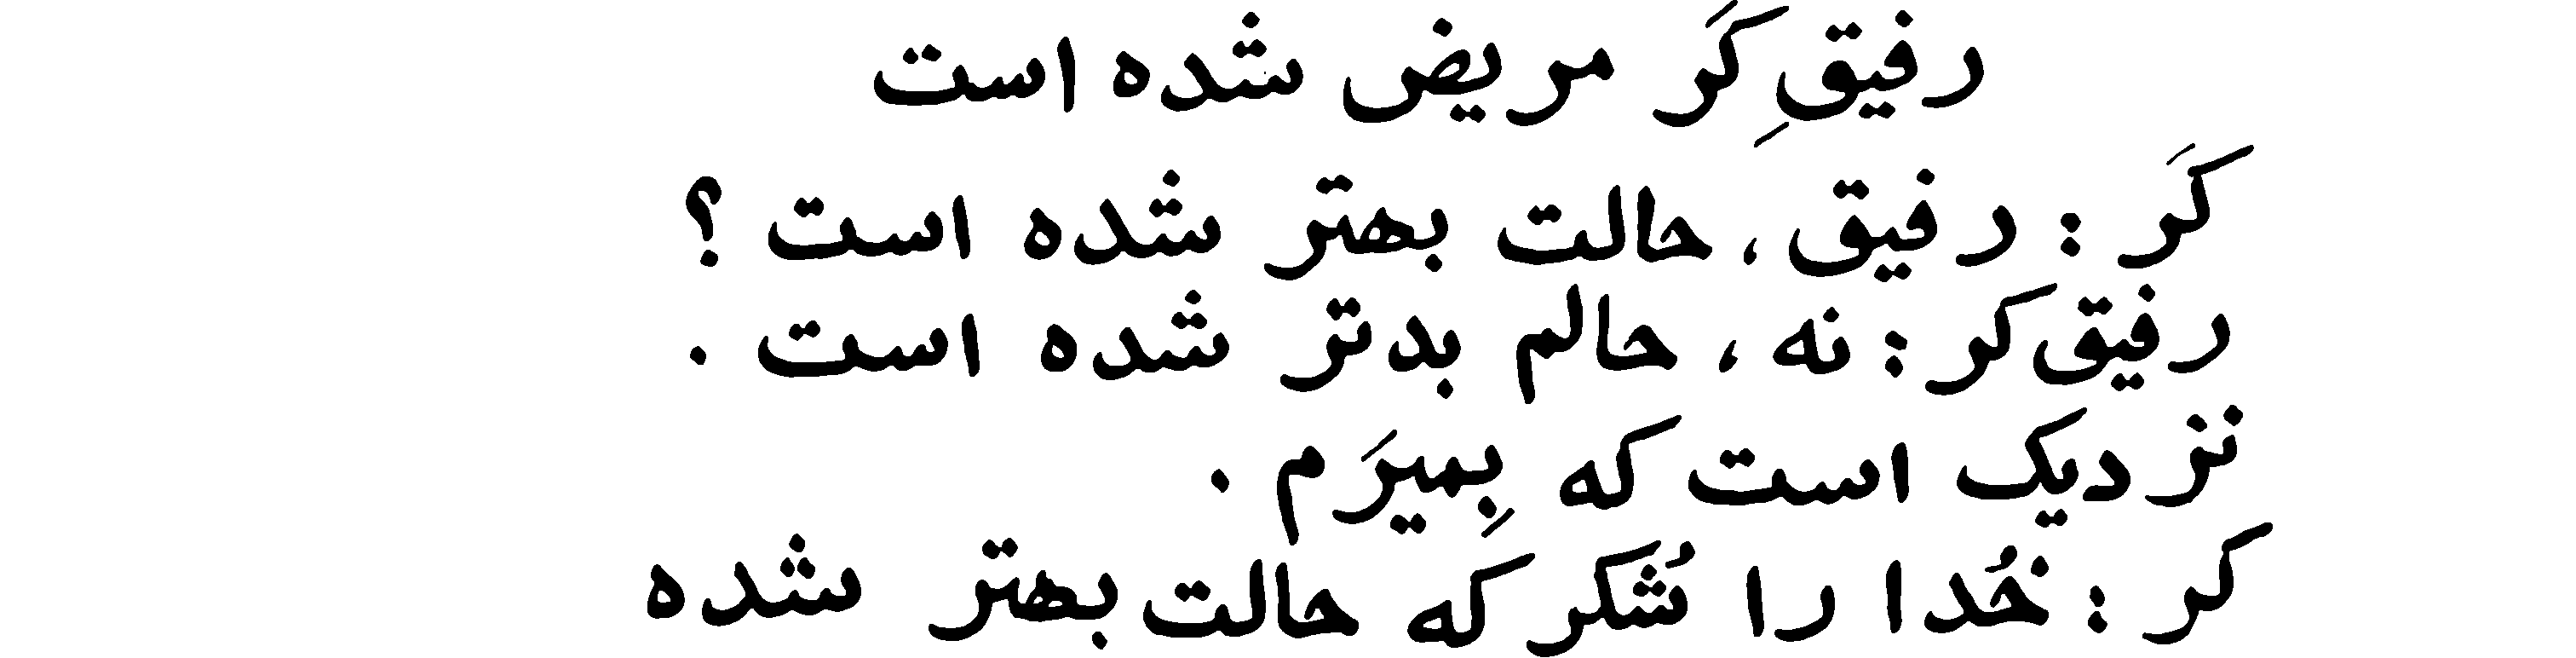 رفیقِ کَر مریض شده است
کَر : رفیق ، حالت بهتر شده است ؟
رفیق کر : نه ، حالم بدتر شده است .
نزدیک است که بِمیرَم .
کر : خُدا را شُکر که حالت بهتر شده